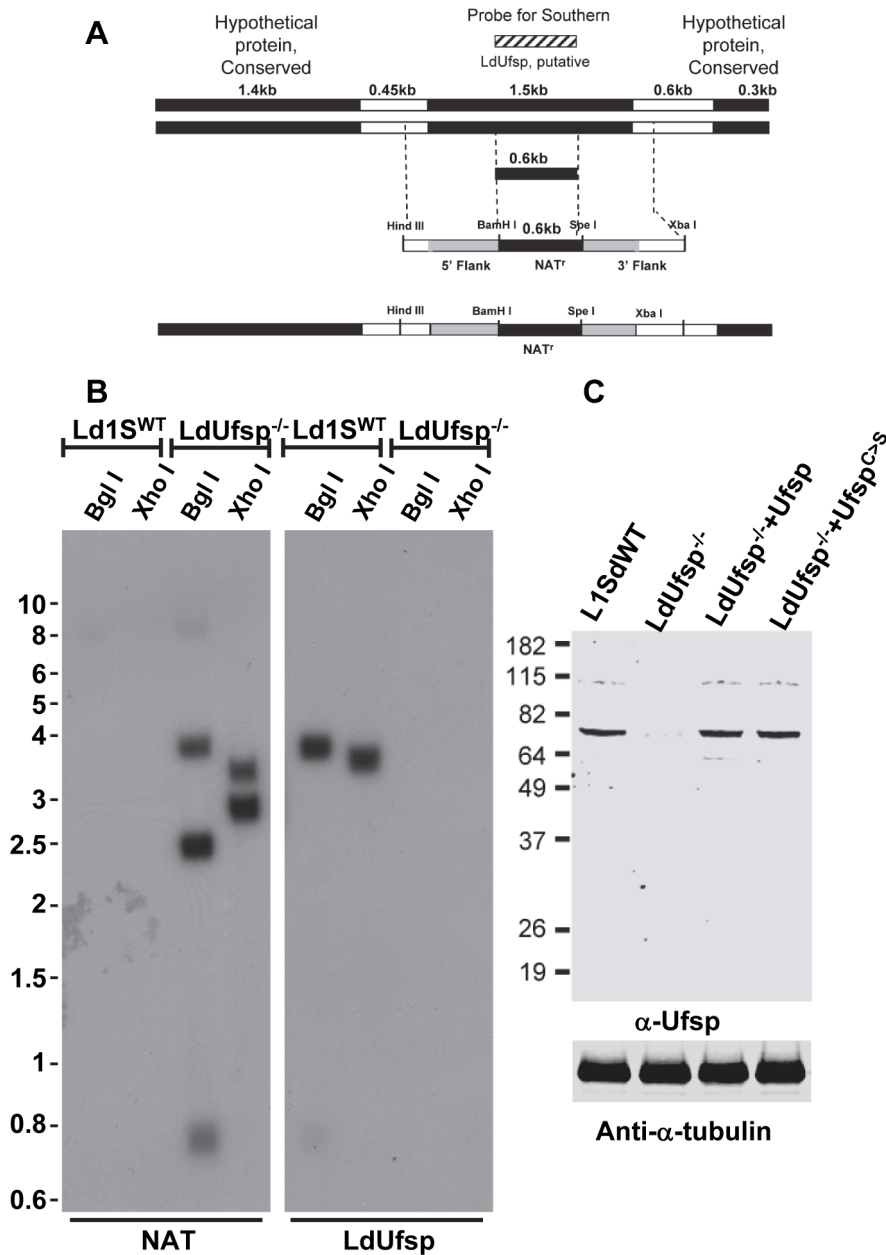 A
Hypothetical
protein,
Conserved
Probe for Southern
LdUfsp, putative
Hypothetical
protein,
Conserved
1.4kb 0.45kb 1.5kb 0.6kb 0.3kb
0.6kb
Hind III BamH I 0.6kb Spe I Xba I
5' Flank NATʳ 3' Flank
Hind III BamH I Spe I Xba I
NATʳ
B
Ld1SWT LdUfsp-/- Ld1SWT LdUfsp-/-
Bgl I Xho I Bgl I Xho I Bgl I Xho I Bgl I Xho I
10
8
6
5
4
3
2.5
2
1.5
1
0.8
0.6
NAT LdUfsp
C
L1SdWT LdUfsp-/- LdUfsp-/-+Ufsp LdUfsp-/-+UfspC>S
182
115
82
64
49
37
26
19
α-Ufsp
Anti-α-tubulin